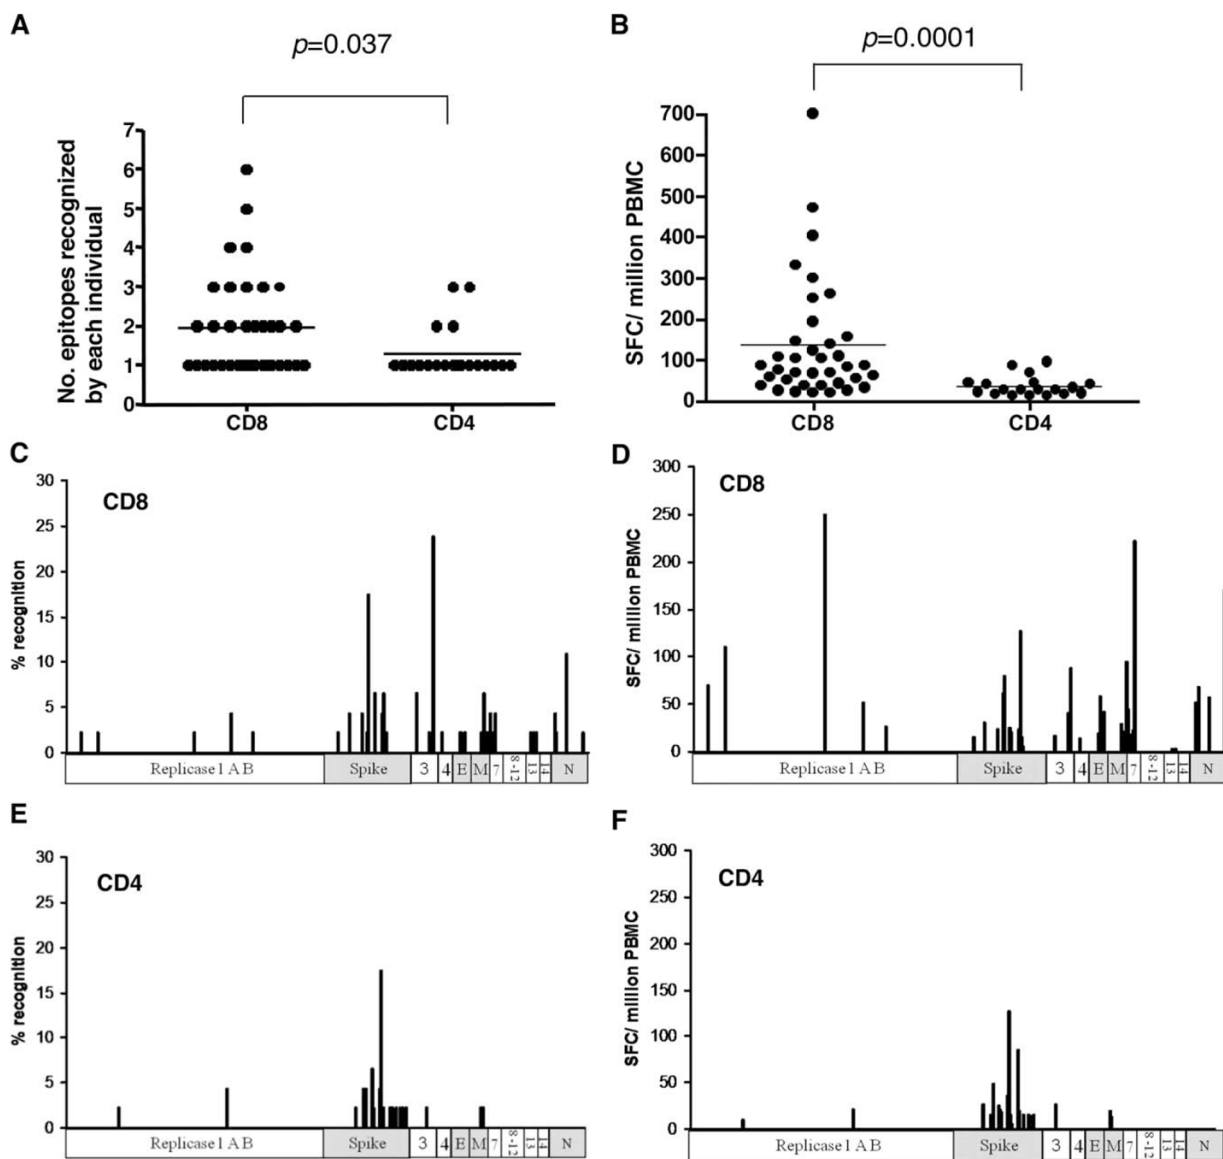 A
p=0.037
No. epitopes recognized
by each individual
7
6
5
4
3
2
1
0
CD8
CD4
B
p=0.0001
SFC/ million PBMC
700
600
500
400
300
200
100
0
CD8
CD4
C
CD8
% recognition
30
25
20
15
10
5
0
Replicase 1 A B
Spike
3
4
E
M
7
8-12
13
14
N
D
CD8
SFC/ million PBMC
300
250
200
150
100
50
0
Replicase 1 A B
Spike
3
4
E
M
7
8-12
13
14
N
E
CD4
% recognition
30
25
20
15
10
5
0
Replicase 1 A B
Spike
3
4
E
M
7
8-12
13
14
N
F
CD4
SFC/ million PBMC
300
250
200
150
100
50
0
Replicase 1 A B
Spike
3
4
E
M
7
8-12
13
14
N